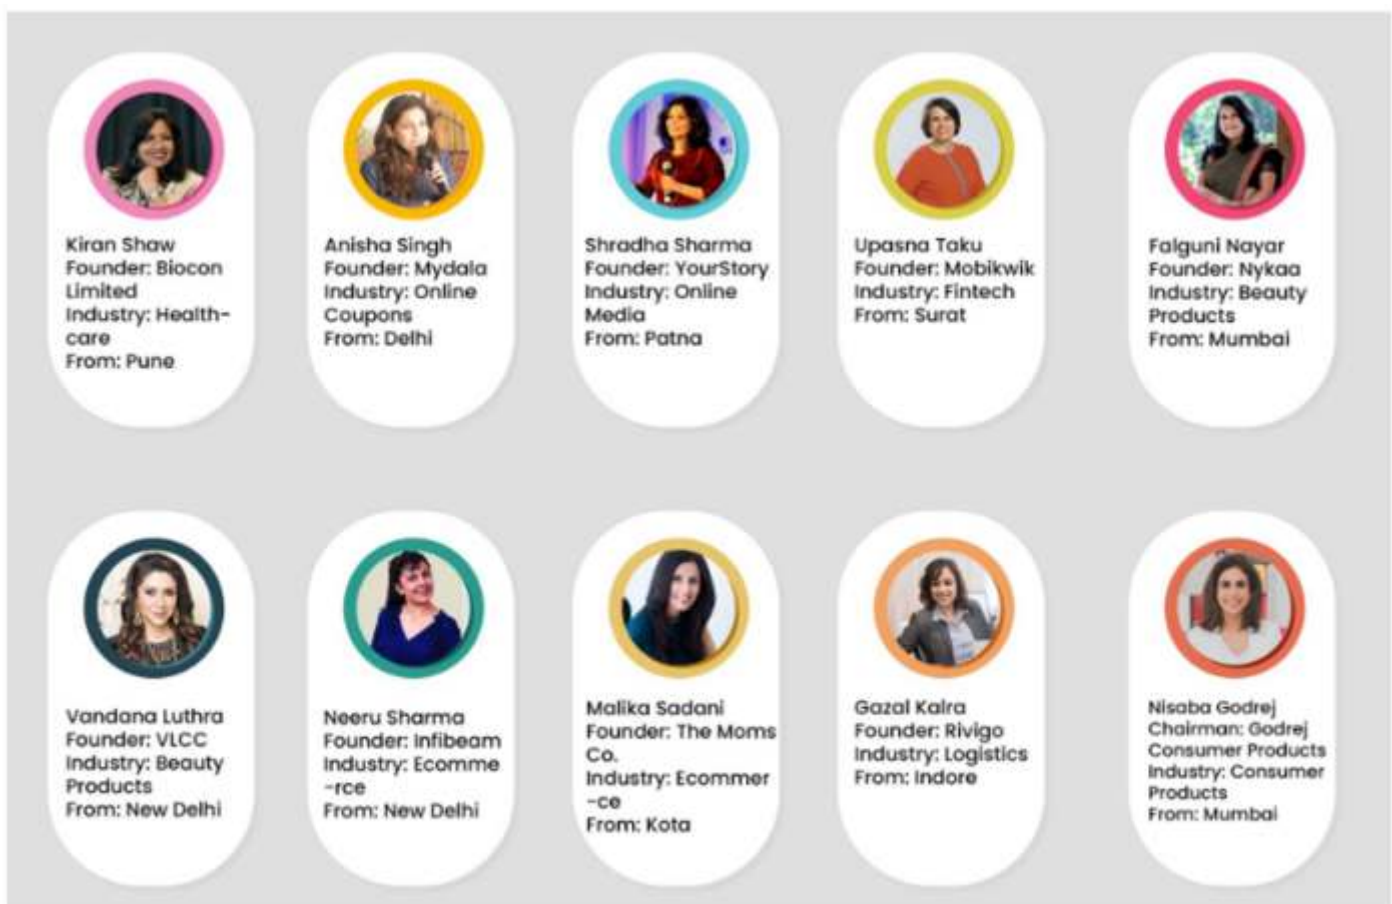 Kiran Shaw
Founder: Biocon
Limited
Industry: Health-
care
From: Pune
Anisha Singh
Founder: Mydala
Industry: Online
Coupons
From: Delhi
Shradha Sharma
Founder: YourStory
Industry: Online
Media
From: Patna
Upasna Taku
Founder: Mobikwik
Industry: Fintech
From: Surat
Falguni Nayar
Founder: Nykaa
Industry: Beauty
Products
From: Mumbai
Vandana Luthra
Founder: VLCC
Industry: Beauty
Products
From: New Delhi
Neeru Sharma
Founder: Infibeam
Industry: Ecomme
-rce
From: New Delhi
Malika Sadani
Founder: The Moms
Co.
Industry: Ecommer
-ce
From: Kota
Gazal Kalra
Founder: Rivigo
Industry: Logistics
From: Indore
Nisaba Godrej
Chairman: Godrej
Consumer Products
Industry: Consumer
Products
From: Mumbai